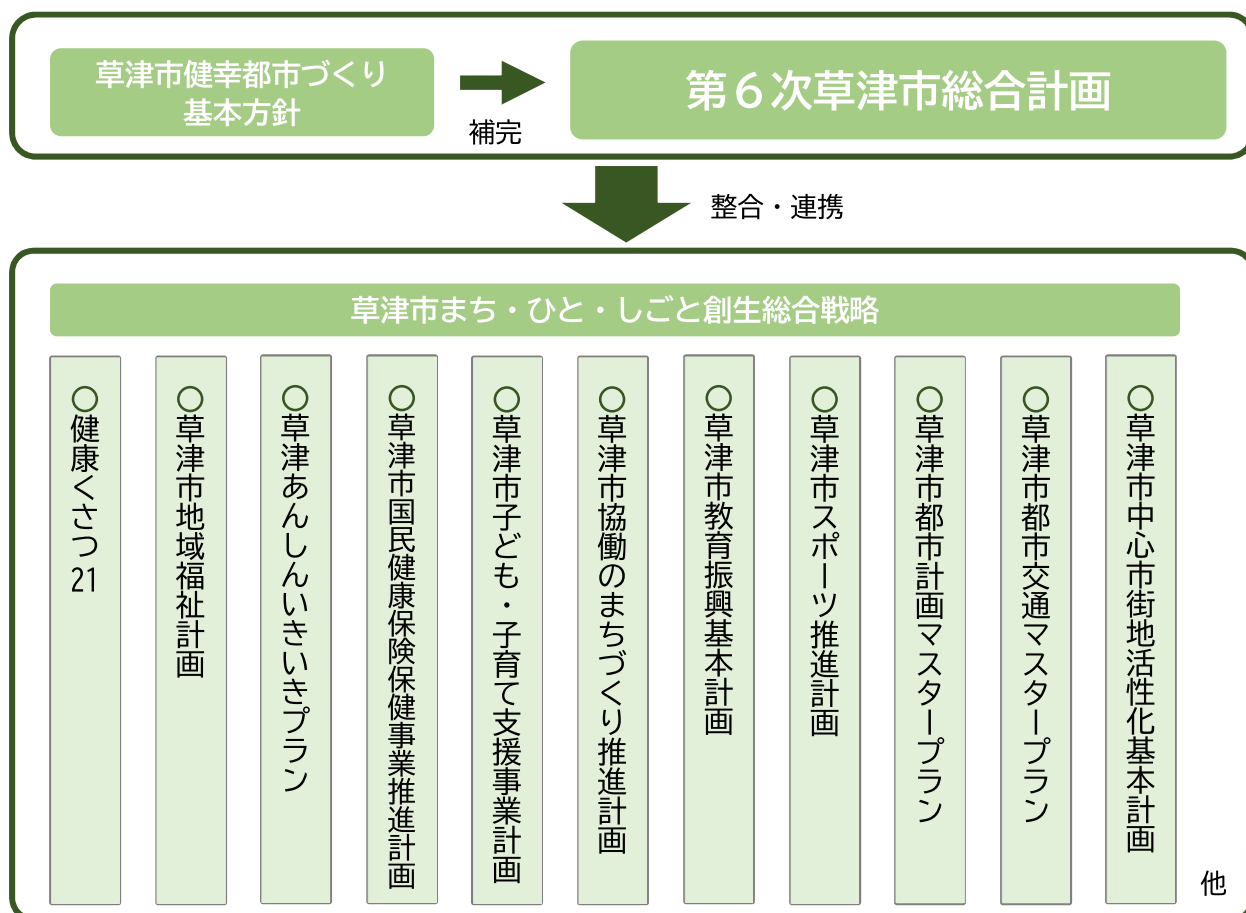 草津市健幸都市づくり
基本方針
補完
第６次草津市総合計画
整合・連携
草津市まち・ひと・しごと創生総合戦略
○健康くさつ21
○草津市地域福祉計画
○草津あんしんいきいきプラン
○草津市国民健康保険保健事業推進計画
○草津市子ども・子育て支援事業計画
○草津市協働のまちづくり推進計画
○草津市教育振興基本計画
○草津市スポーツ推進計画
○草津市都市計画マスタープラン
○草津市都市交通マスタープラン
○草津市中心市街地活性化基本計画
他